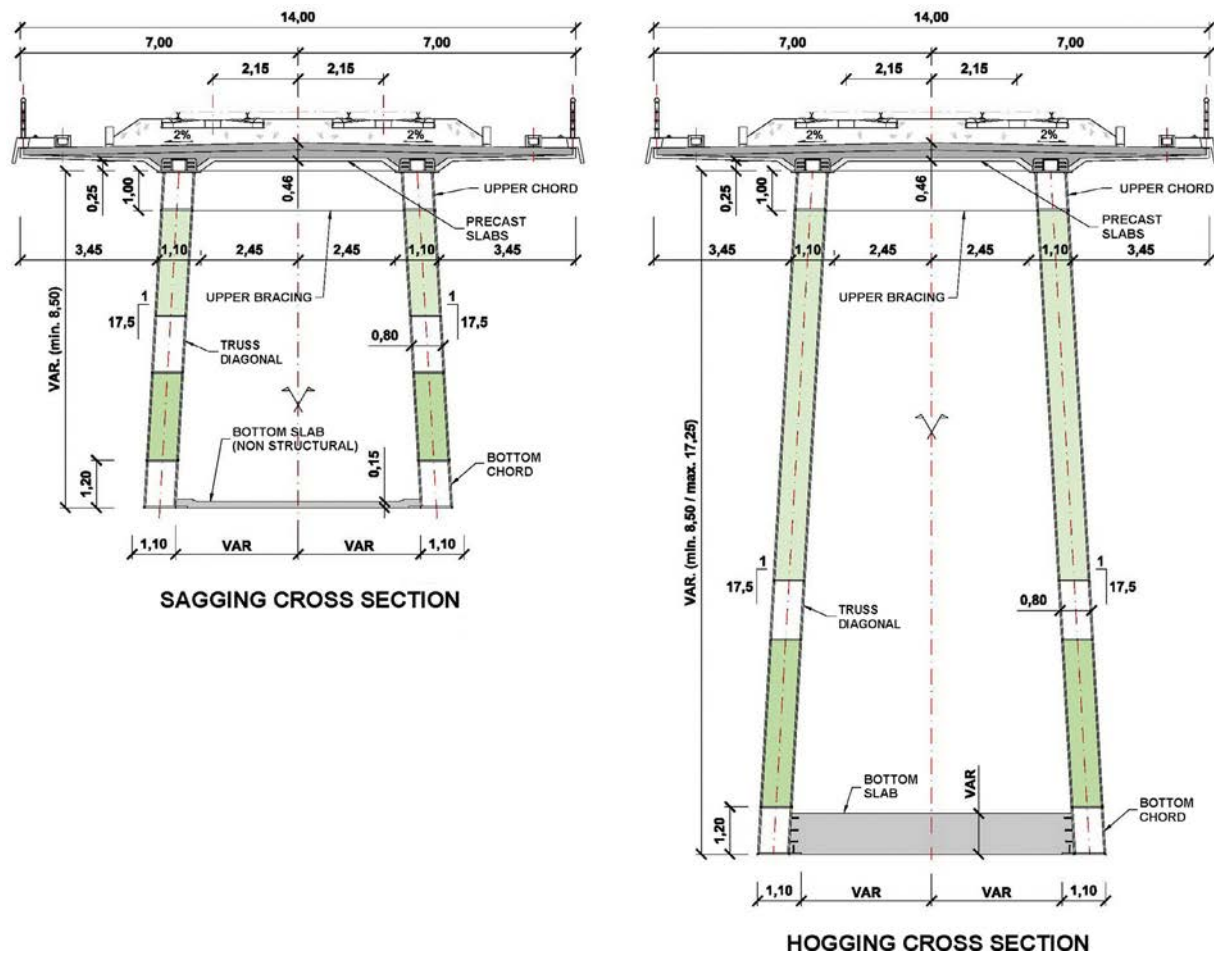 14,00
7,00
7,00
2,15
2,15
2%
2%
0,25
1,00
0,46
UPPER CHORD
PRECAST
SLABS
3,45
1,10
2,45
2,45
1,10
3,45
UPPER BRACING
1
17,5
1
17,5
VAR. (min. 8,50)
TRUSS
DIAGONAL
0,80
BOTTOM SLAB
(NON STRUCTURAL)
0,15
BOTTOM
CHORD
1,20
1,10
VAR
VAR
1,10
SAGGING CROSS SECTION
14,00
7,00
7,00
2,15
2,15
2%
2%
0,25
1,00
0,46
UPPER CHORD
PRECAST
SLABS
3,45
1,10
2,45
2,45
1,10
3,45
UPPER BRACING
VAR. (min. 8,50 / max. 17,25)
1
17,5
1
17,5
0,80
TRUSS
DIAGONAL
BOTTOM
SLAB
VAR
BOTTOM
CHORD
1,20
1,10
VAR
VAR
1,10
HOGGING CROSS SECTION